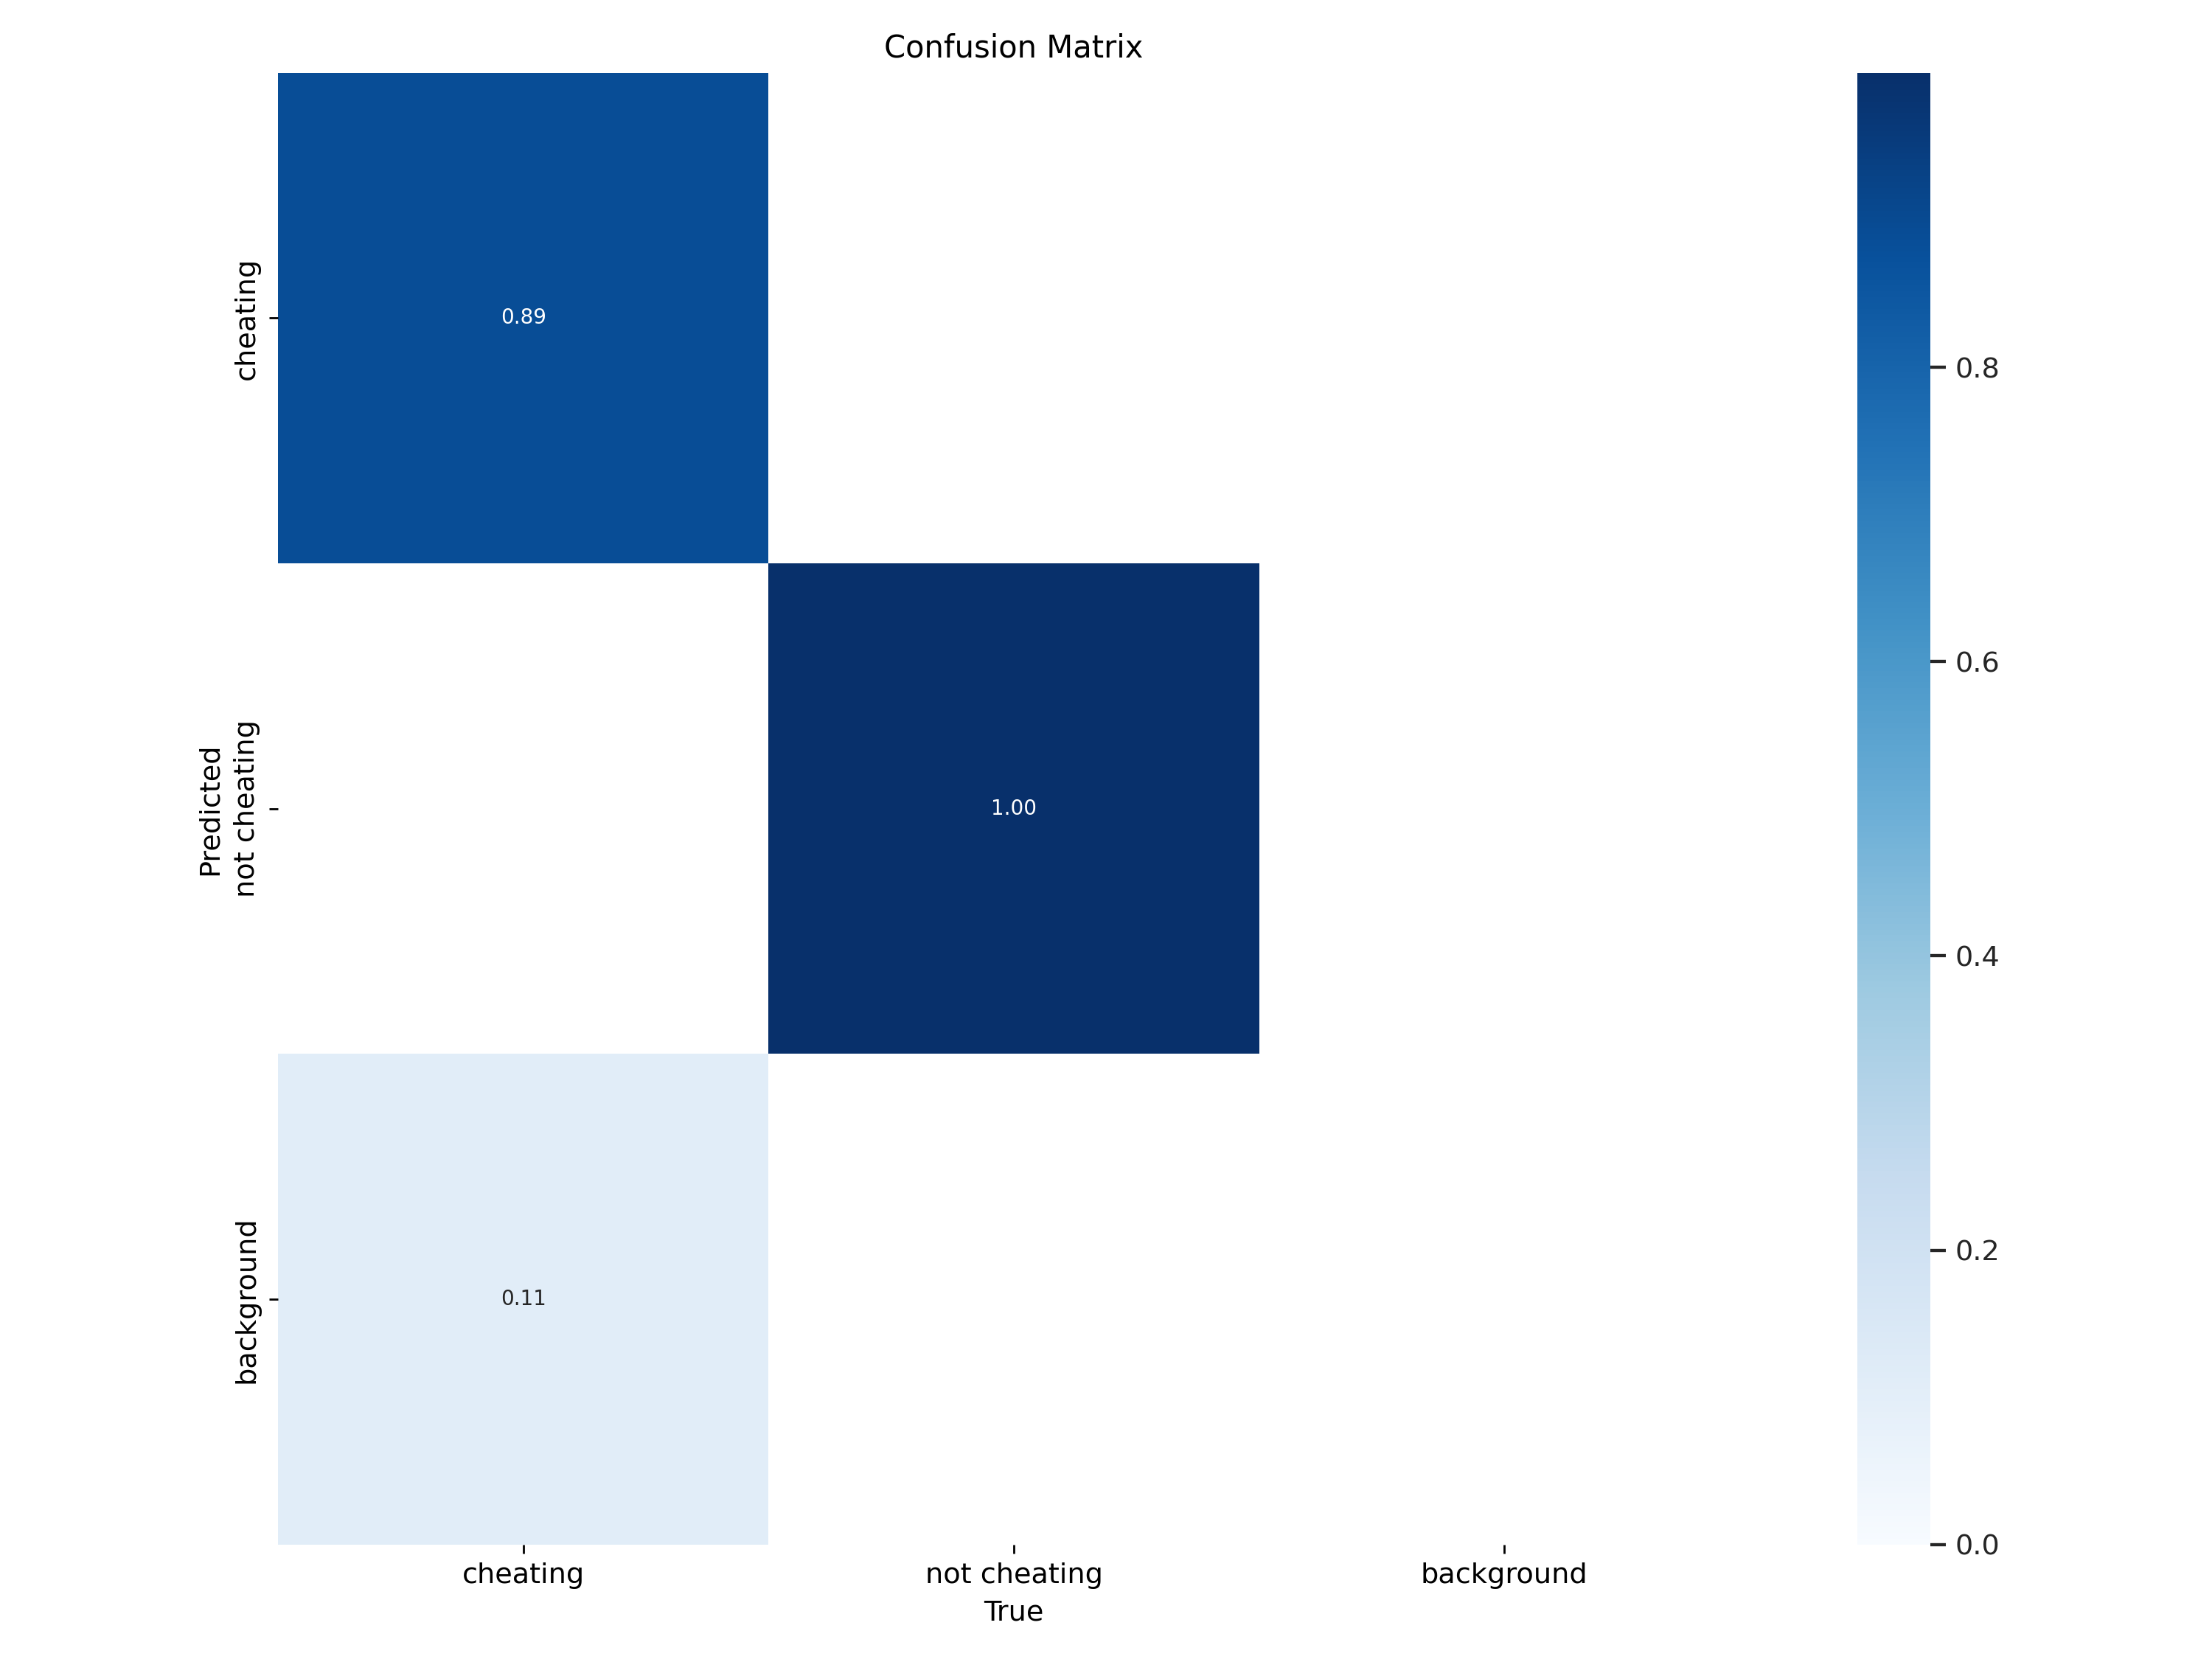 Confusion Matrix
cheating
0.89
0.8
0.6
Predicted
not cheating
1.00
0.4
0.2
background
0.11
0.0
cheating
not cheating
background
True